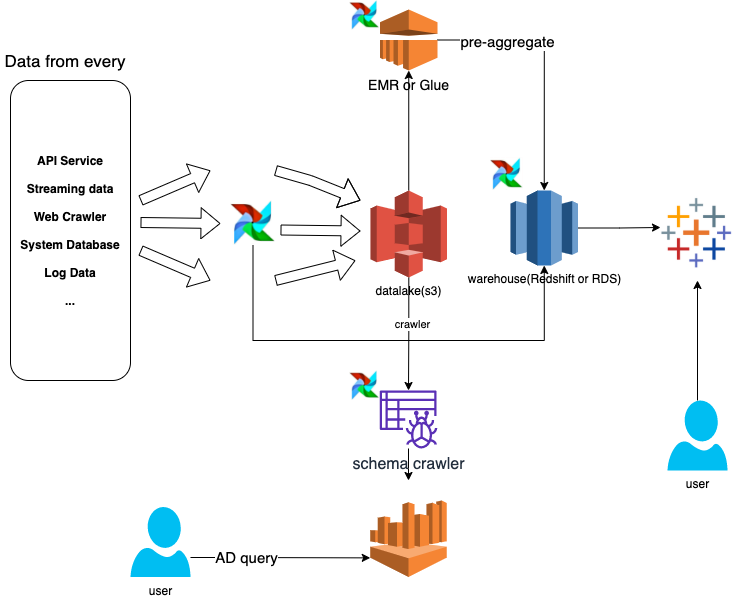 pre-aggregate
Data from every
EMR or Glue
API Service
Streaming data
Web Crawler
System Database
Log Data
...
datalake(s3)
warehouse(Redshift or RDS)
crawler
schema crawler
user
AD query
user